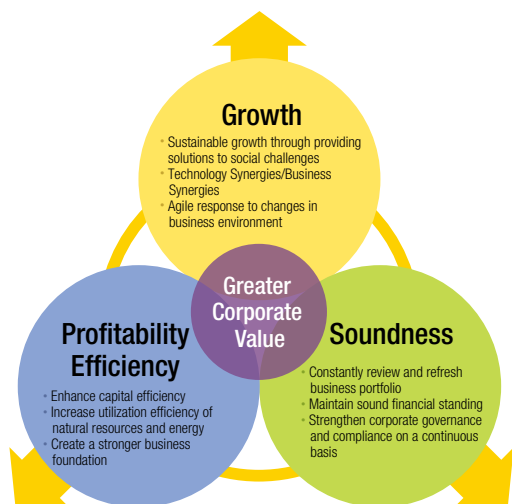 Growth
• Sustainable growth through providing
solutions to social challenges
• Technology Synergies/Business
Synergies
• Agile response to changes in
business environment
Greater
Corporate
Value
Profitability
Efficiency
• Enhance capital efficiency
• Increase utilization efficiency of
natural resources and energy
• Create a stronger business
foundation
Soundness
• Constantly review and refresh
business portfolio
• Maintain sound financial standing
• Strengthen corporate governance
and compliance on a continuous
basis